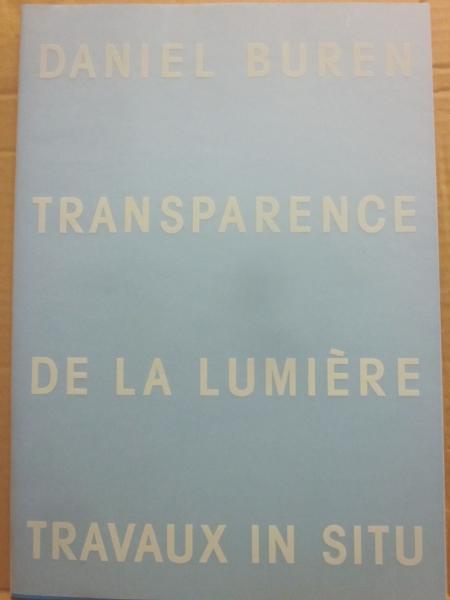 DANIEL BUREN
TRANSPARENCE
DE LA LUMIÈRE
TRAVAUX IN SITU